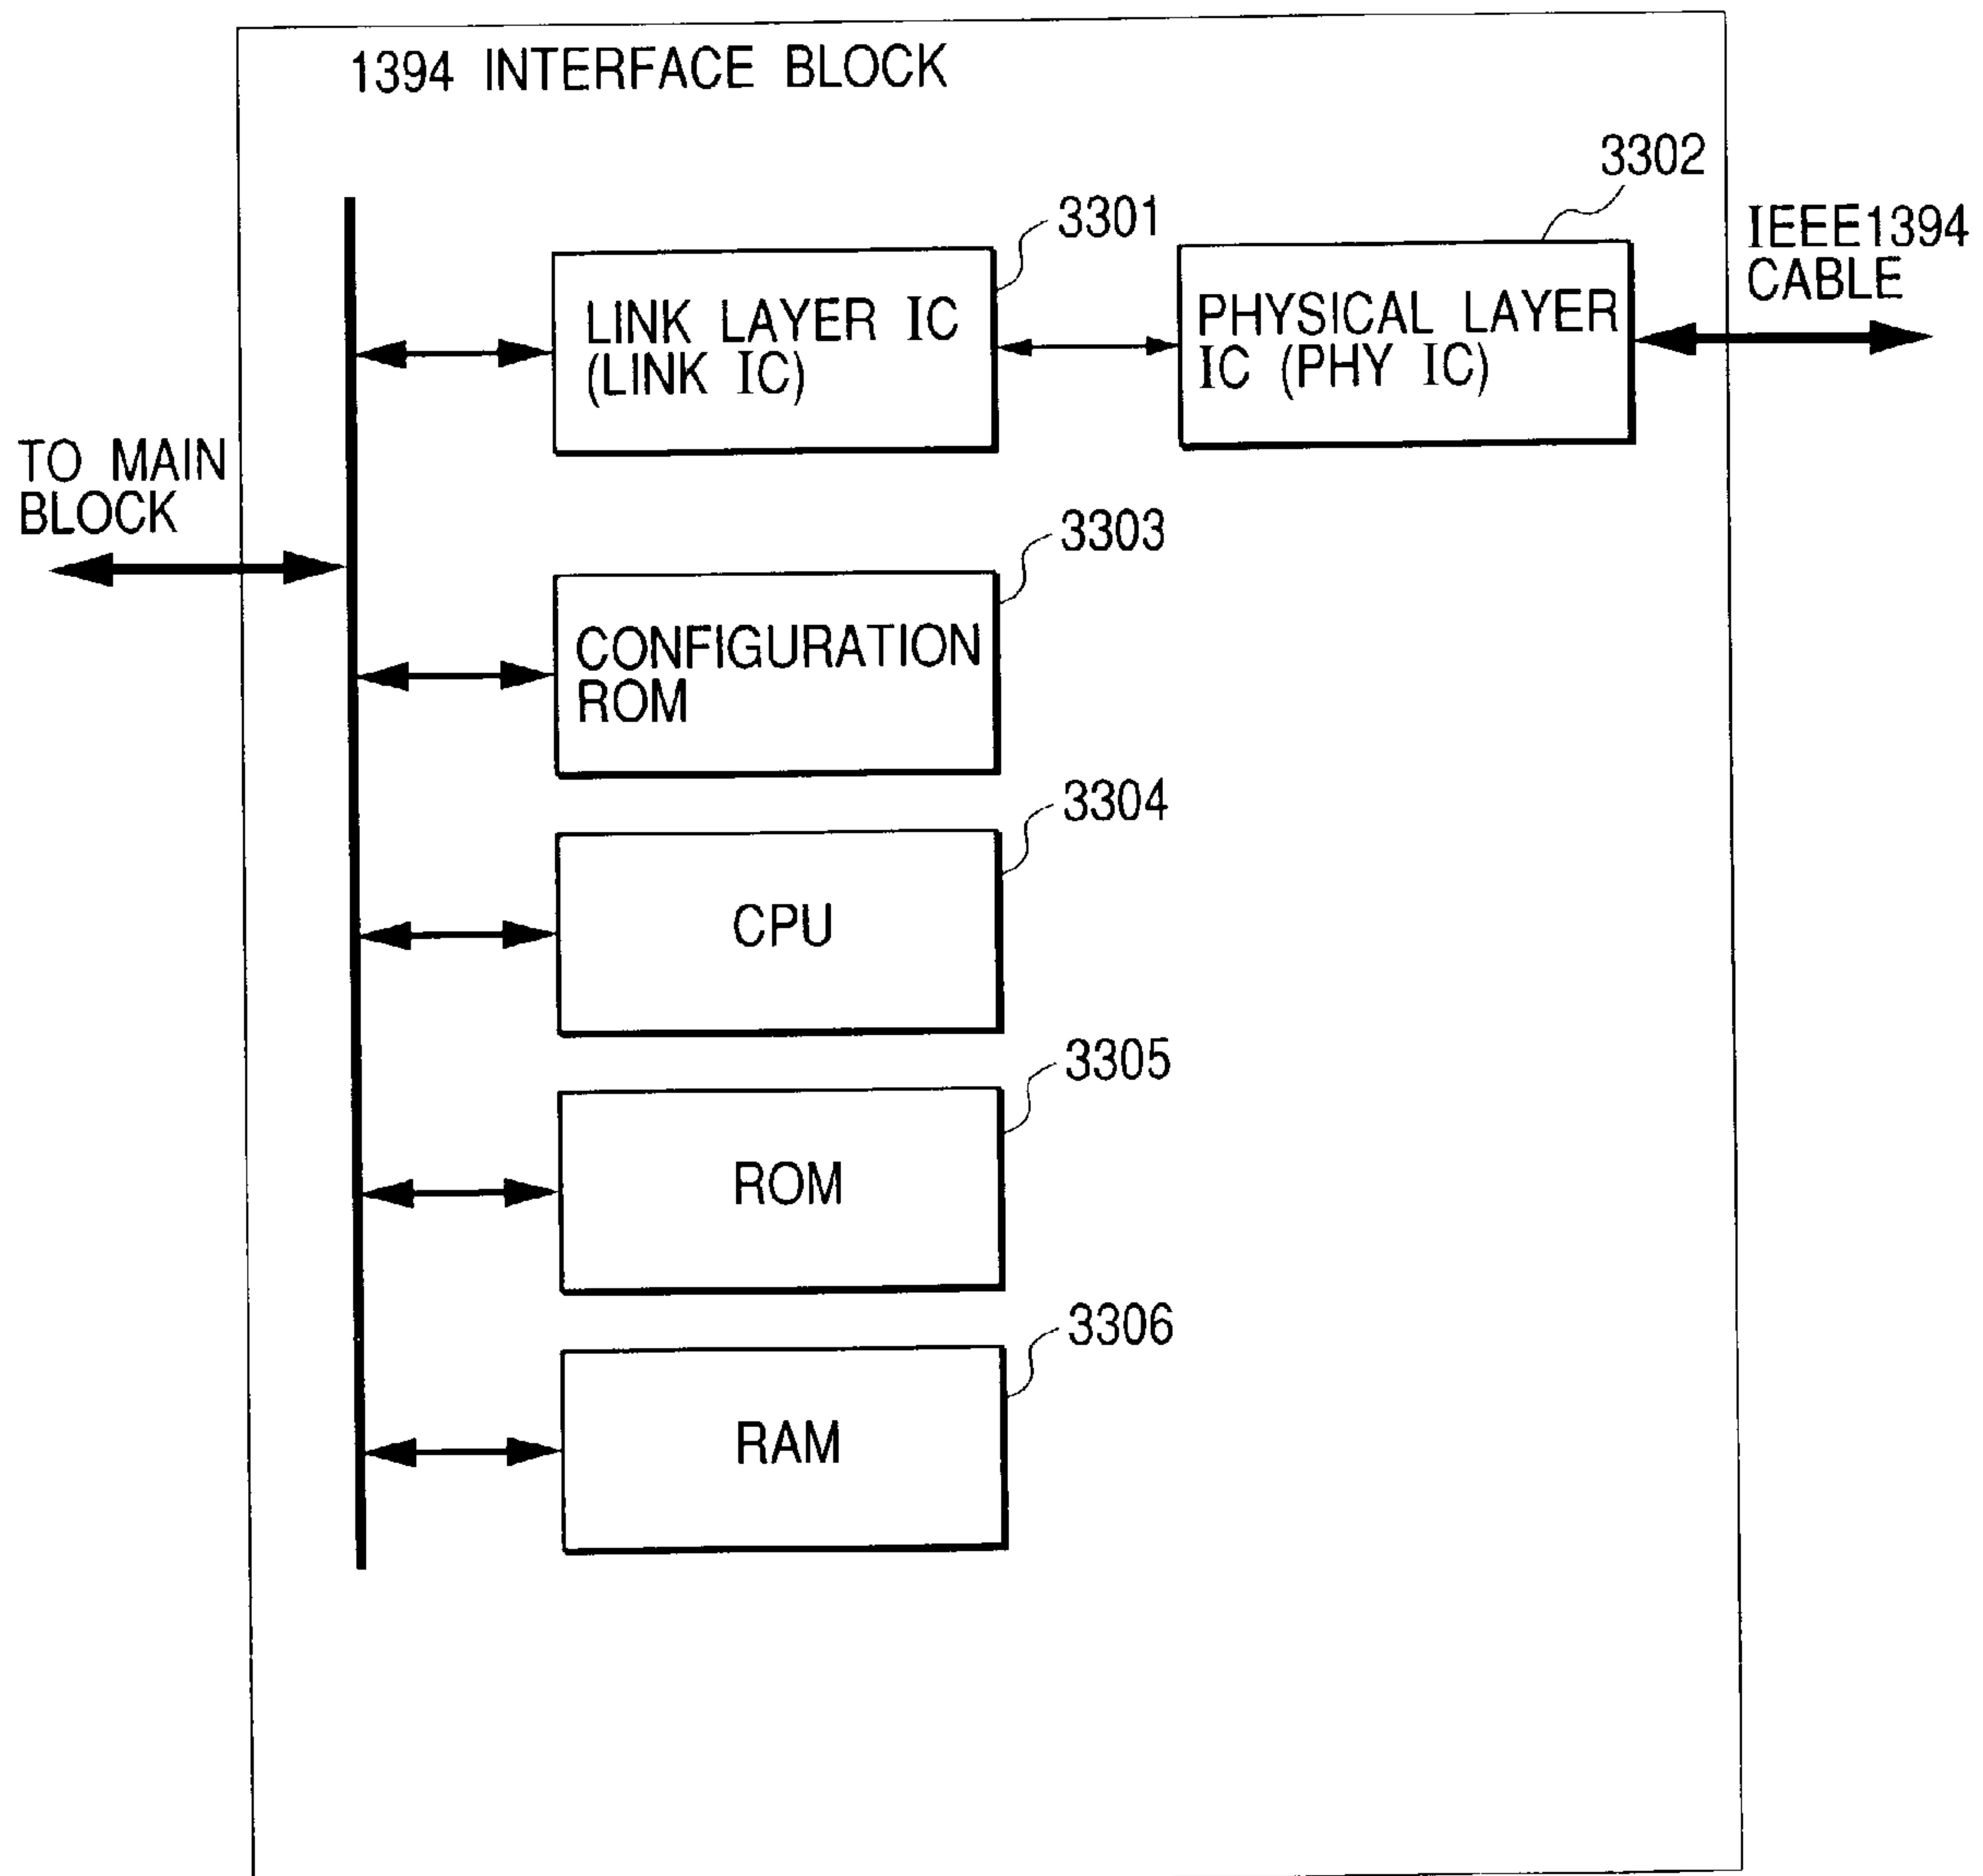 1394 INTERFACE BLOCK
3302
3301
IEEE1394
CABLE
LINK LAYER IC
(LINK IC)
PHYSICAL LAYER
IC (PHY IC)
TO MAIN
BLOCK
3303
CONFIGURATION
ROM
3304
CPU
3305
ROM
3306
RAM